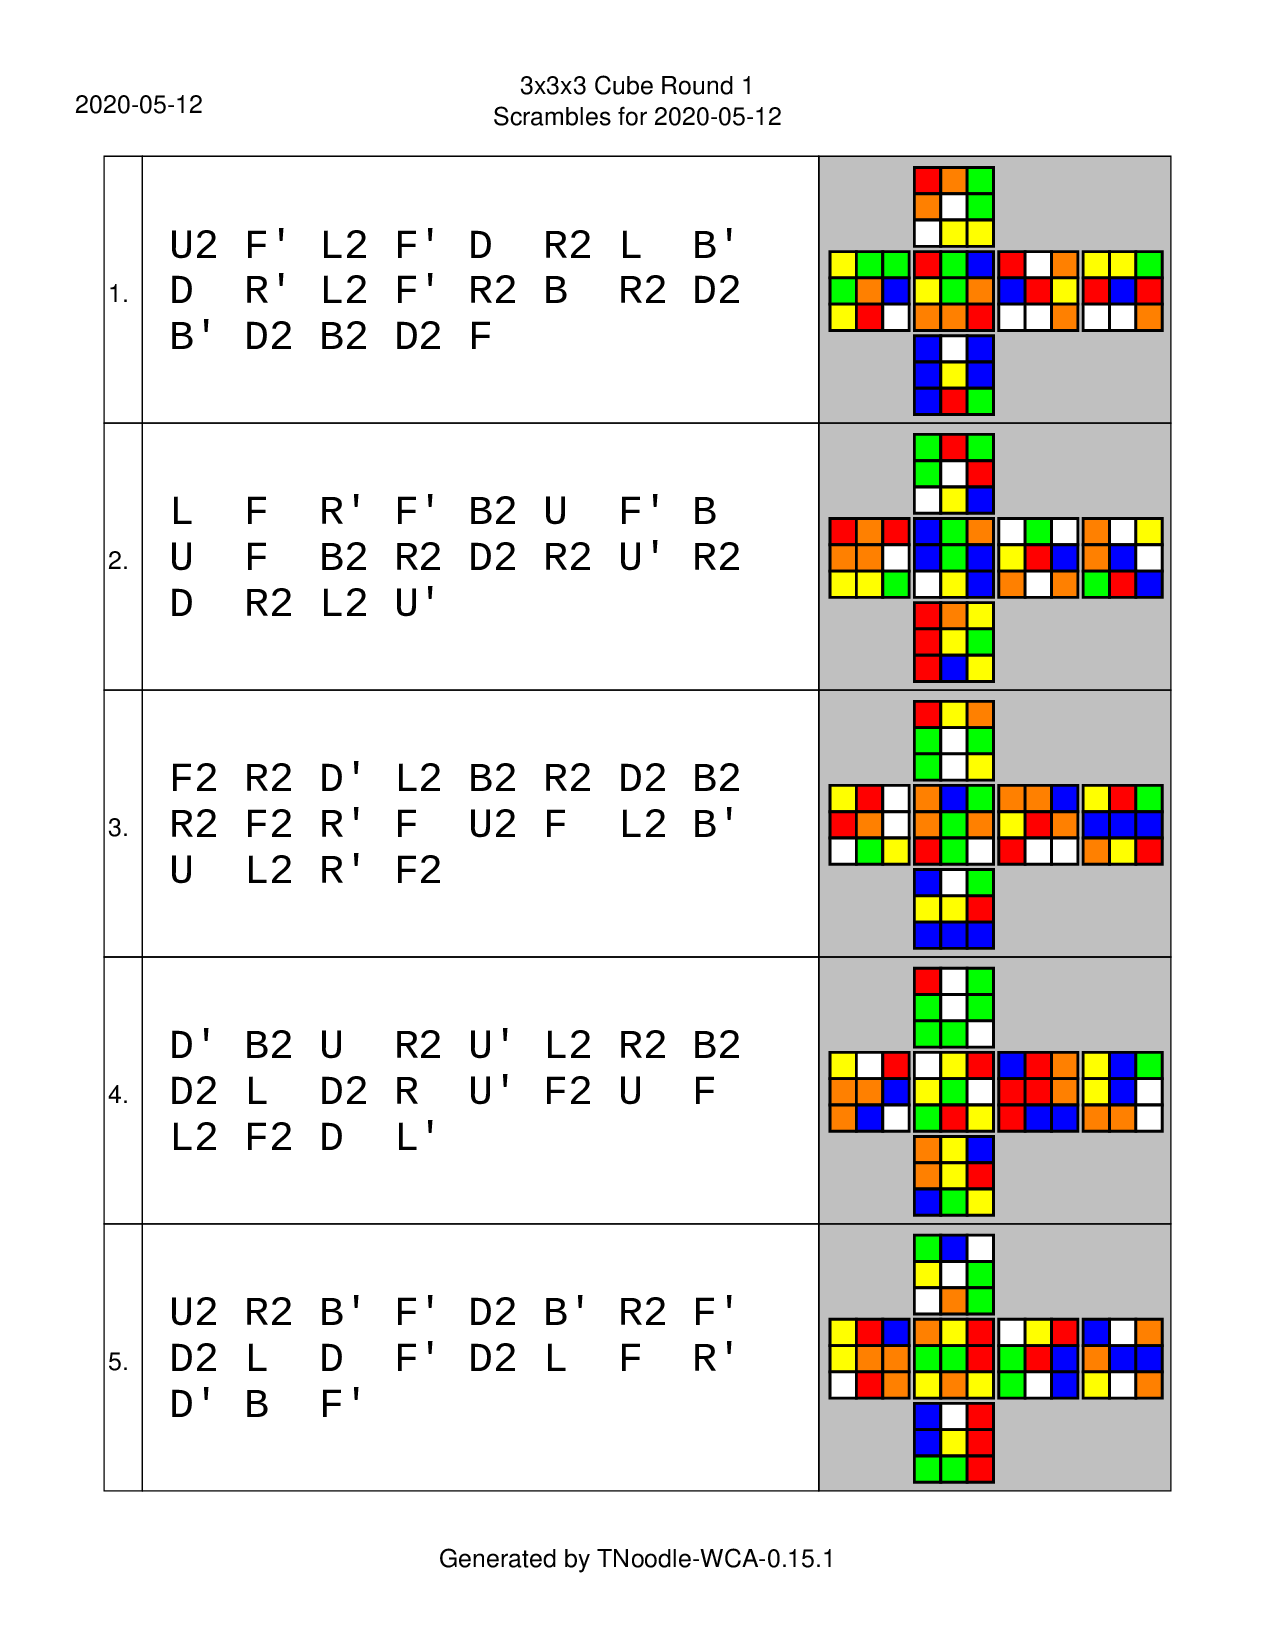 2020-05-12
3x3x3 Cube Round 1
Scrambles for 2020-05-12
1.
U2 F' L2 F' D R2 L B'
D R' L2 F' R2 B R2 D2
B' D2 B2 D2 F
2.
L F R' F' B2 U F' B
U F B2 R2 D2 R2 U' R2
D R2 L2 U'
3.
F2 R2 D' L2 B2 R2 D2 B2
R2 F2 R' F U2 F L2 B'
U L2 R' F2
4.
D' B2 U R2 U' L2 R2 B2
D2 L D2 R U' F2 U F
L2 F2 D L'
5.
U2 R2 B' F' D2 B' R2 F'
D2 L D F' D2 L F R'
D' B F'
Generated by TNoodle-WCA-0.15.1